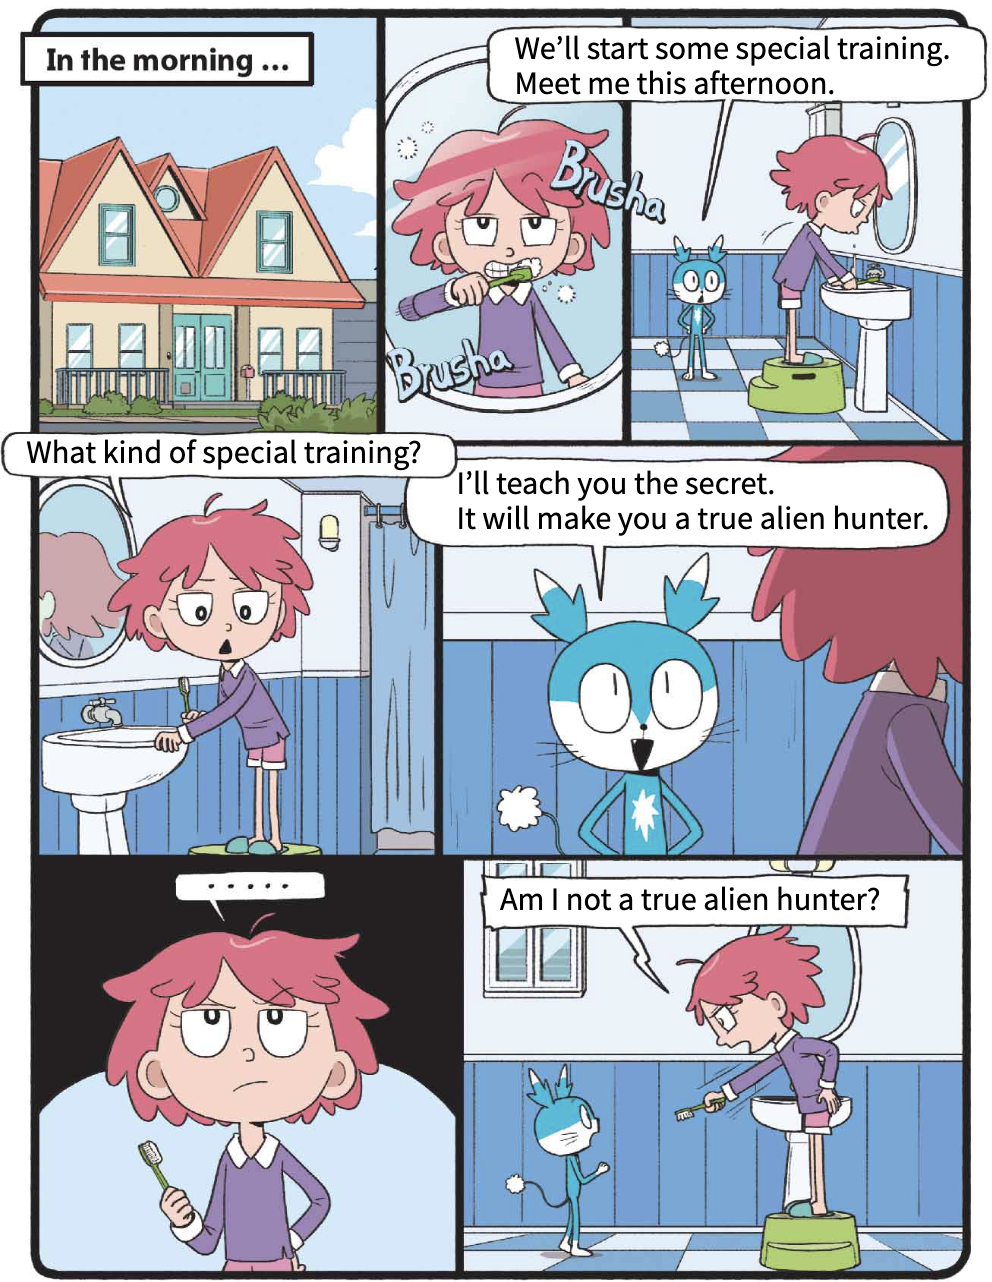 In the morning ...
Brusha
Brusha
We'll start some special training.
Meet me this afternoon.
What kind of special training?
I'll teach you the secret.
It will make you a true alien hunter.
.....
Am I not a true alien hunter?